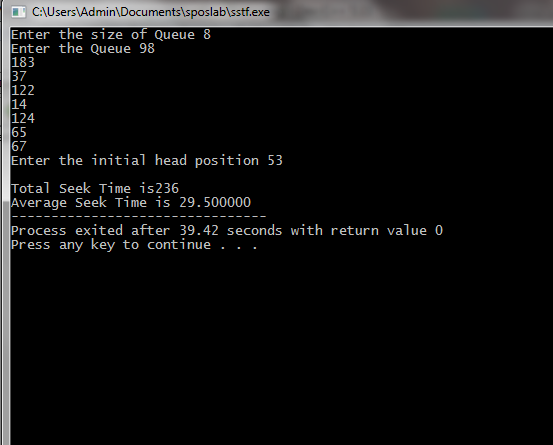 C:\Users\Admin\Documents\sposlab\sstf.exe
Enter the size of Queue 8
Enter the Queue 98
183
37
122
14
124
65
67
Enter the initial head position 53
Total Seek Time is236
Average Seek Time is 29.500000
--------------------------------
Process exited after 39.42 seconds with return value 0
Press any key to continue . . .